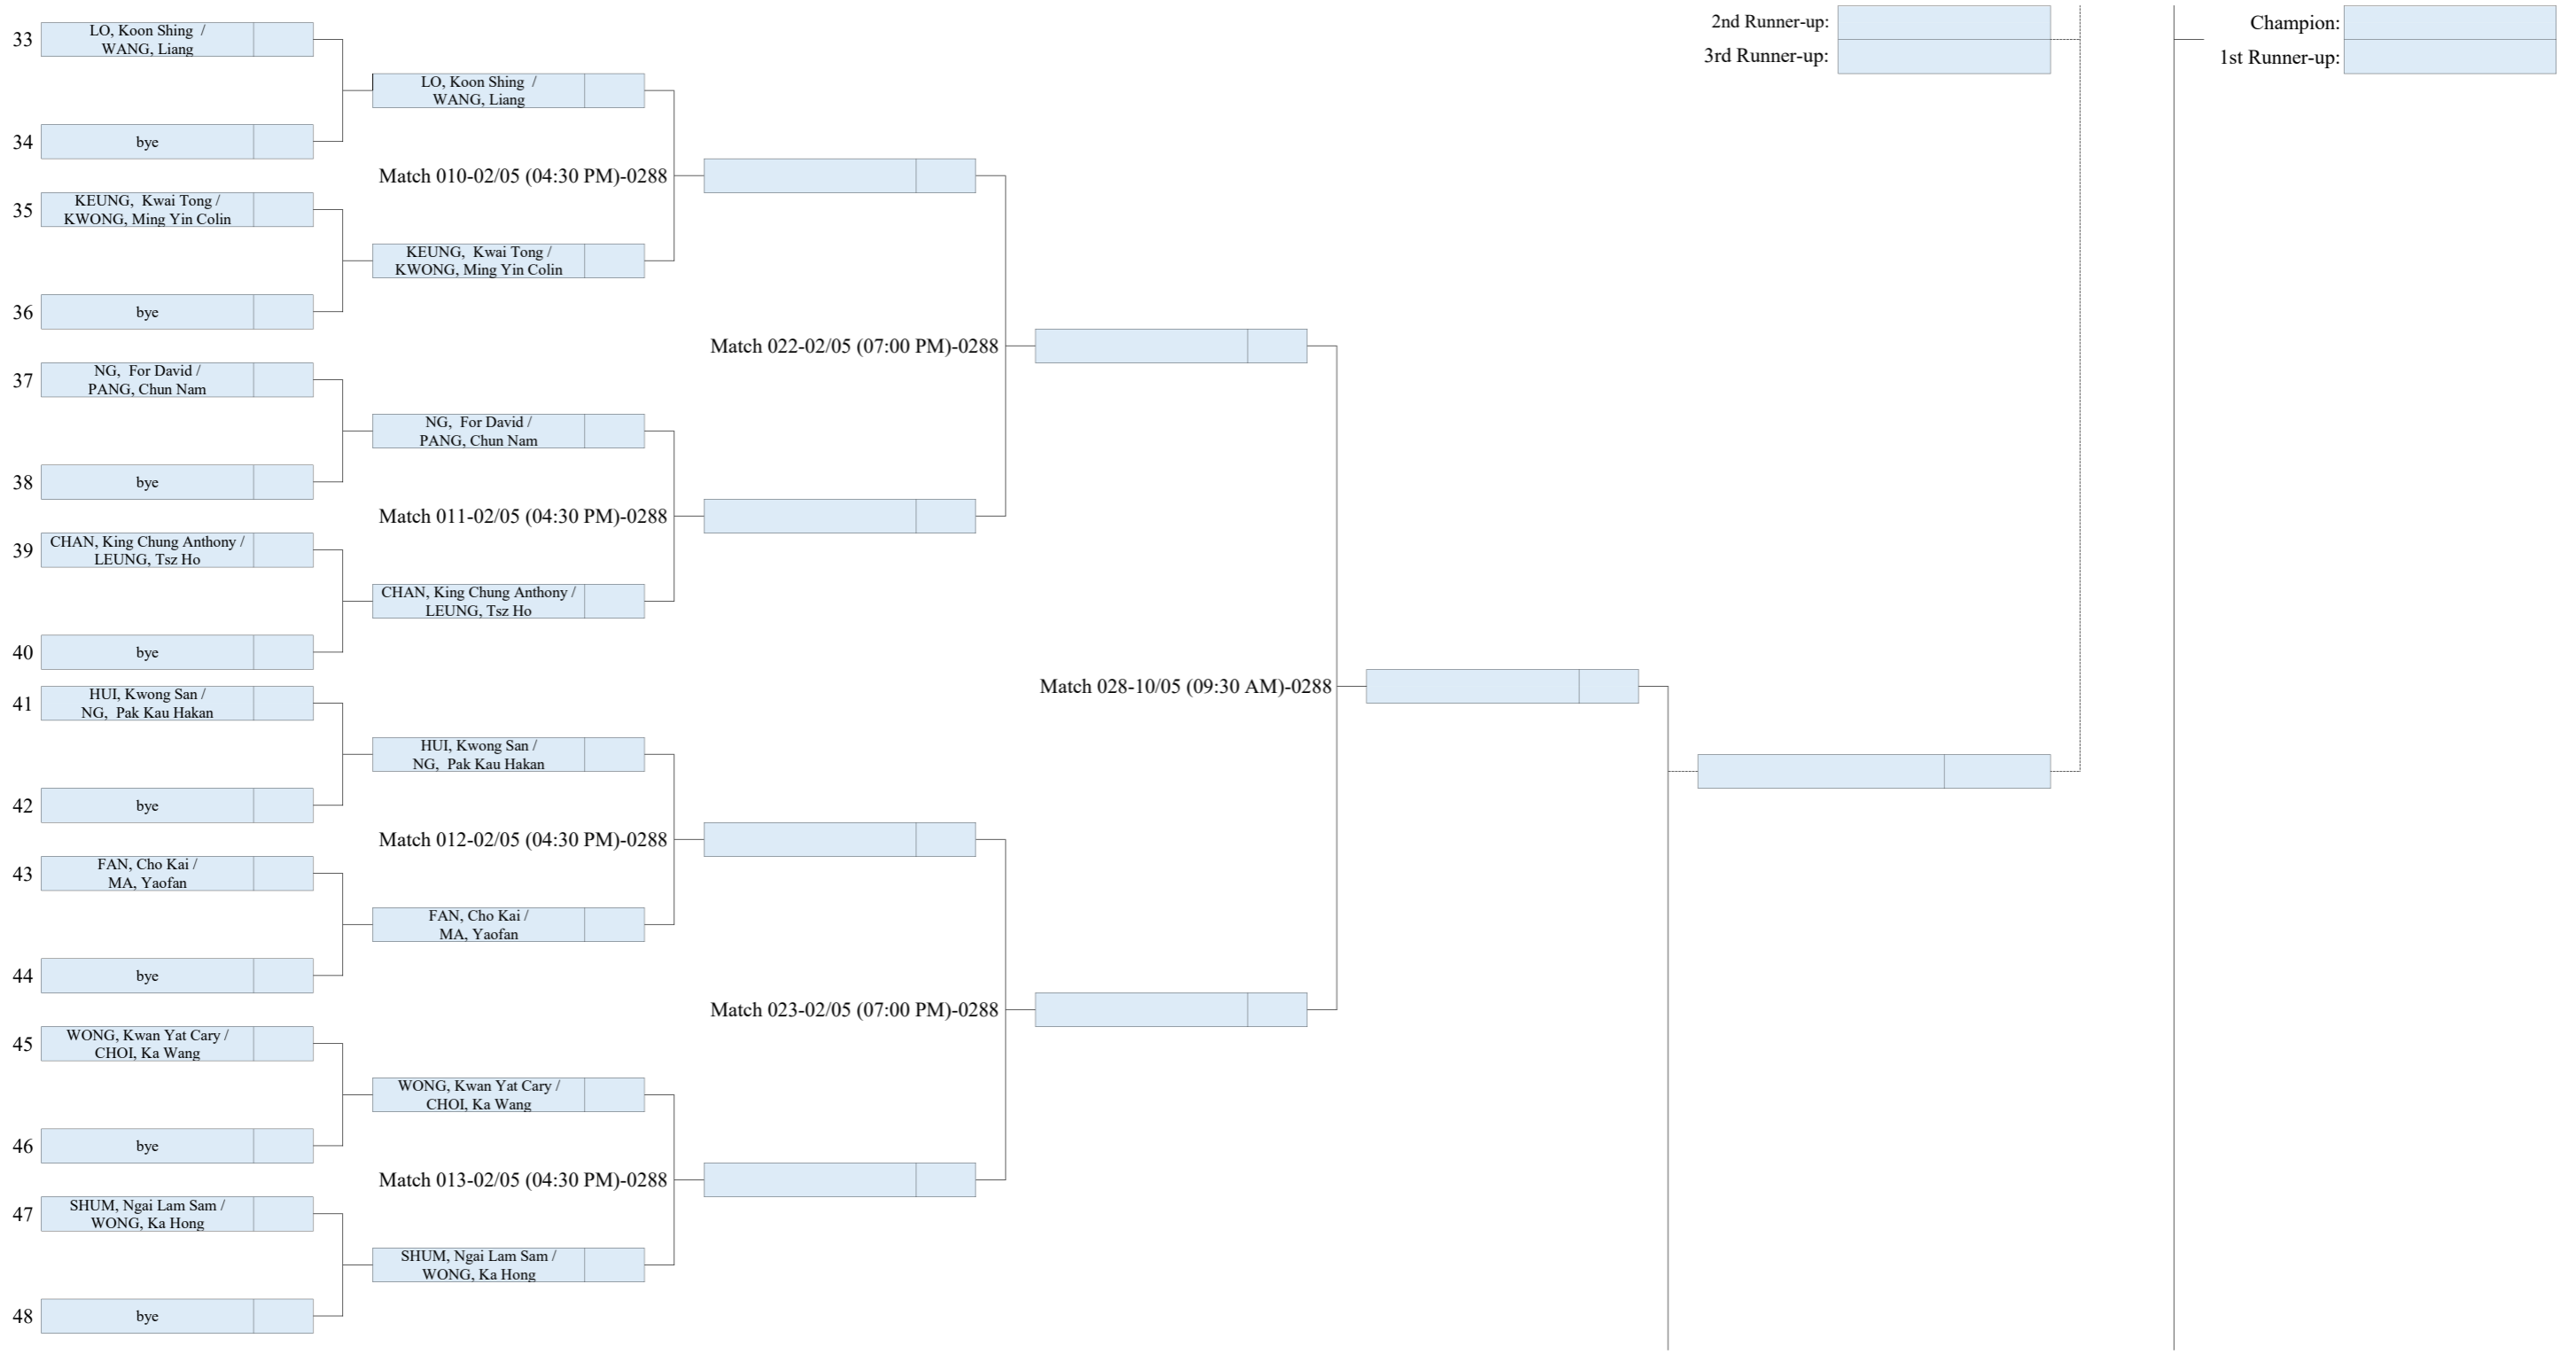 2nd Runner-up:
3rd Runner-up:
Champion:
1st Runner-up:
33
LO, Koon Shing /
WANG, Liang
LO, Koon Shing /
WANG, Liang
34
bye
Match 010-02/05 (04:30 PM)-0288
35
KEUNG, Kwai Tong /
KWONG, Ming Yin Colin
KEUNG, Kwai Tong /
KWONG, Ming Yin Colin
36
bye
Match 022-02/05 (07:00 PM)-0288
37
NG, For David /
PANG, Chun Nam
NG, For David /
PANG, Chun Nam
38
bye
Match 011-02/05 (04:30 PM)-0288
39
CHAN, King Chung Anthony /
LEUNG, Tsz Ho
CHAN, King Chung Anthony /
LEUNG, Tsz Ho
40
bye
Match 028-10/05 (09:30 AM)-0288
41
HUI, Kwong San /
NG, Pak Kau Hakan
HUI, Kwong San /
NG, Pak Kau Hakan
42
bye
Match 012-02/05 (04:30 PM)-0288
43
FAN, Cho Kai /
MA, Yaofan
FAN, Cho Kai /
MA, Yaofan
44
bye
Match 023-02/05 (07:00 PM)-0288
45
WONG, Kwan Yat Cary /
CHOI, Ka Wang
WONG, Kwan Yat Cary /
CHOI, Ka Wang
46
bye
Match 013-02/05 (04:30 PM)-0288
47
SHUM, Ngai Lam Sam /
WONG, Ka Hong
SHUM, Ngai Lam Sam /
WONG, Ka Hong
48
bye